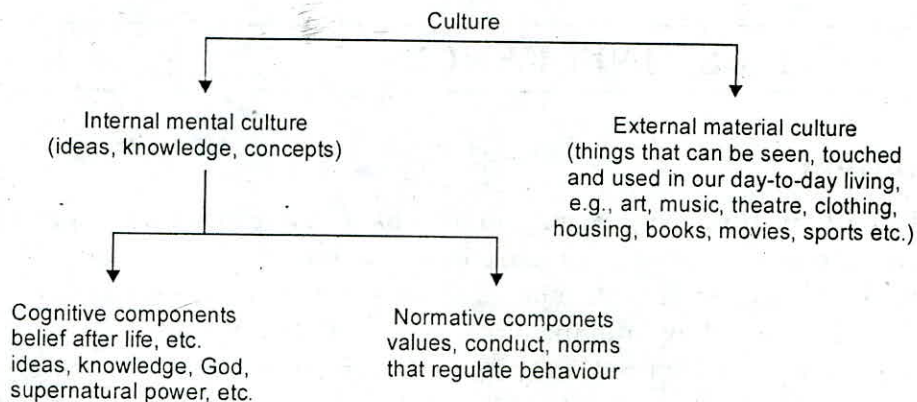 Culture
Internal mental culture
(ideas, knowledge, concepts)
External material culture
(things that can be seen, touched
and used in our day-to-day living,
e.g., art, music, theatre, clothing,
housing, books, movies, sports etc.)
Cognitive components
belief after life, etc.
ideas, knowledge, God,
supernatural power, etc.
Normative componets
values, conduct, norms
that regulate behaviour